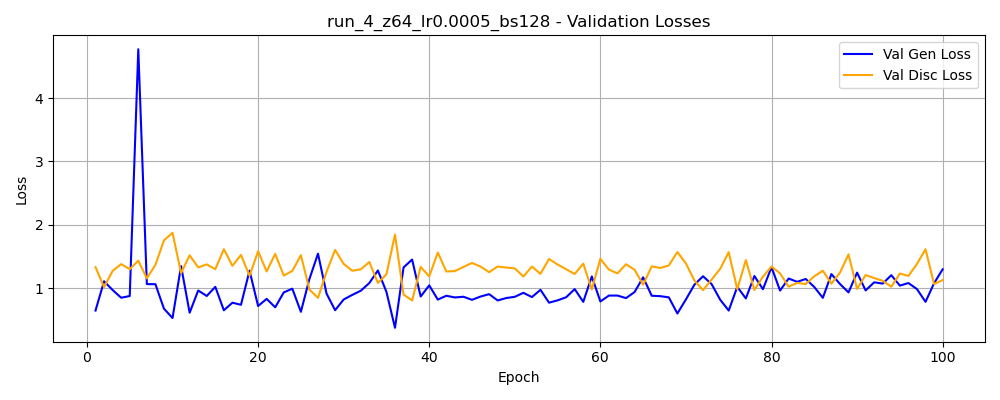 run_4_z64_lr0.0005_bs128 - Validation Losses
Val Gen Loss
Val Disc Loss
Loss
4
3
2
1
0
20
40
60
80
100
Epoch